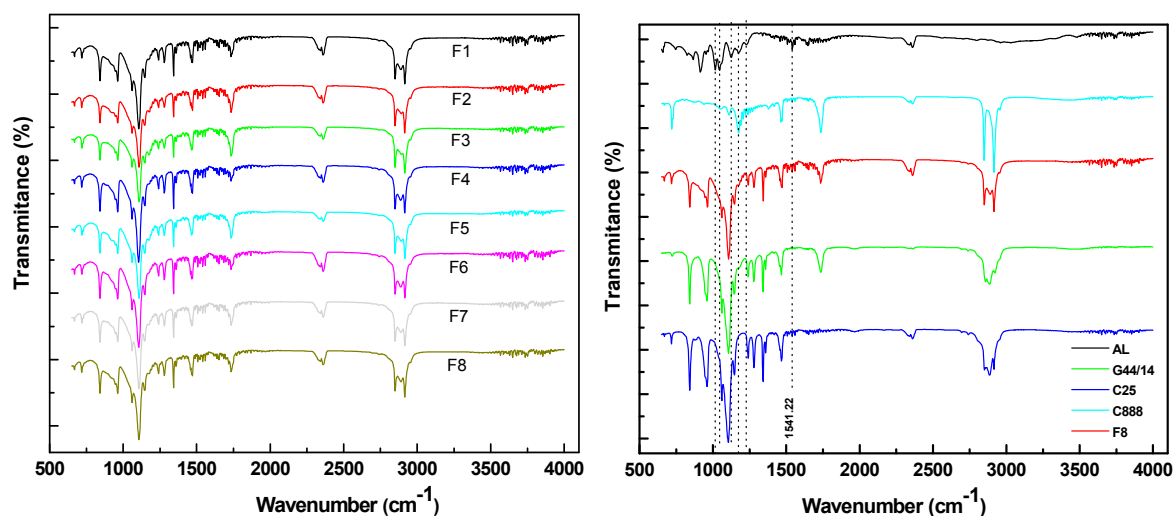 Transmitance (%)
F1
F2
F3
F4
F5
F6
F7
F8
500 1000 1500 2000 2500 3000 3500 4000
Wavenumber (cm-1)
Transmitance (%)
1541.22
AL
G44/14
C25
C888
F8
500 1000 1500 2000 2500 3000 3500 4000
Wavenumber (cm-1)